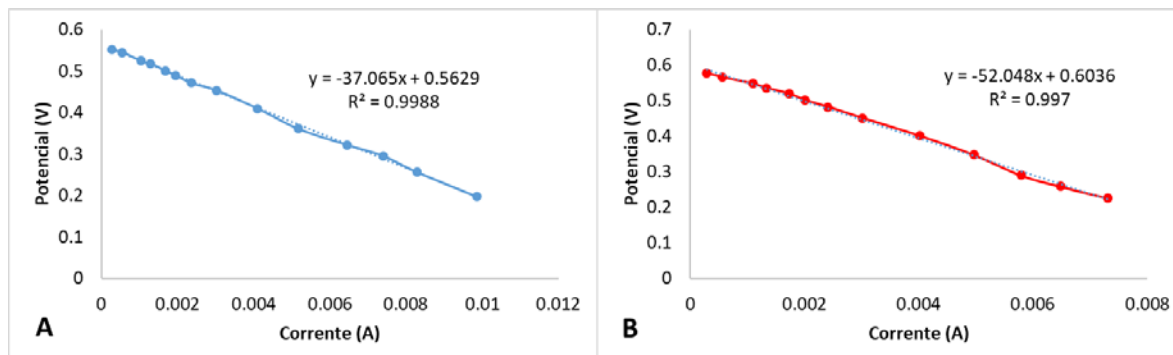 0.6
0.5
0.4
0.3
0.2
0.1
0
Potencial (V)
y = -37.065x + 0.5629
R² = 0.9988
0 0.002 0.004 0.006 0.008 0.01 0.012
Corrente (A)
A
0.7
0.6
0.5
0.4
0.3
0.2
0.1
0
Potencial (V)
y = -52.048x + 0.6036
R² = 0.997
0 0.002 0.004 0.006 0.008
Corrente (A)
B